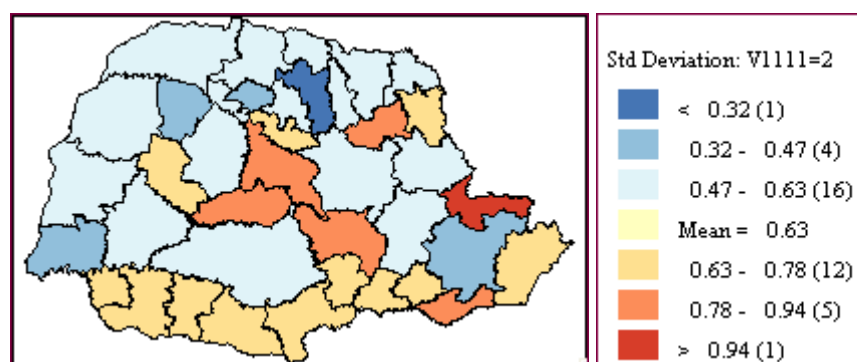 Std Deviation: V1111=2
< 0.32 (1)
0.32 - 0.47 (4)
0.47 - 0.63 (16)
Mean = 0.63
0.63 - 0.78 (12)
0.78 - 0.94 (5)
> 0.94 (1)